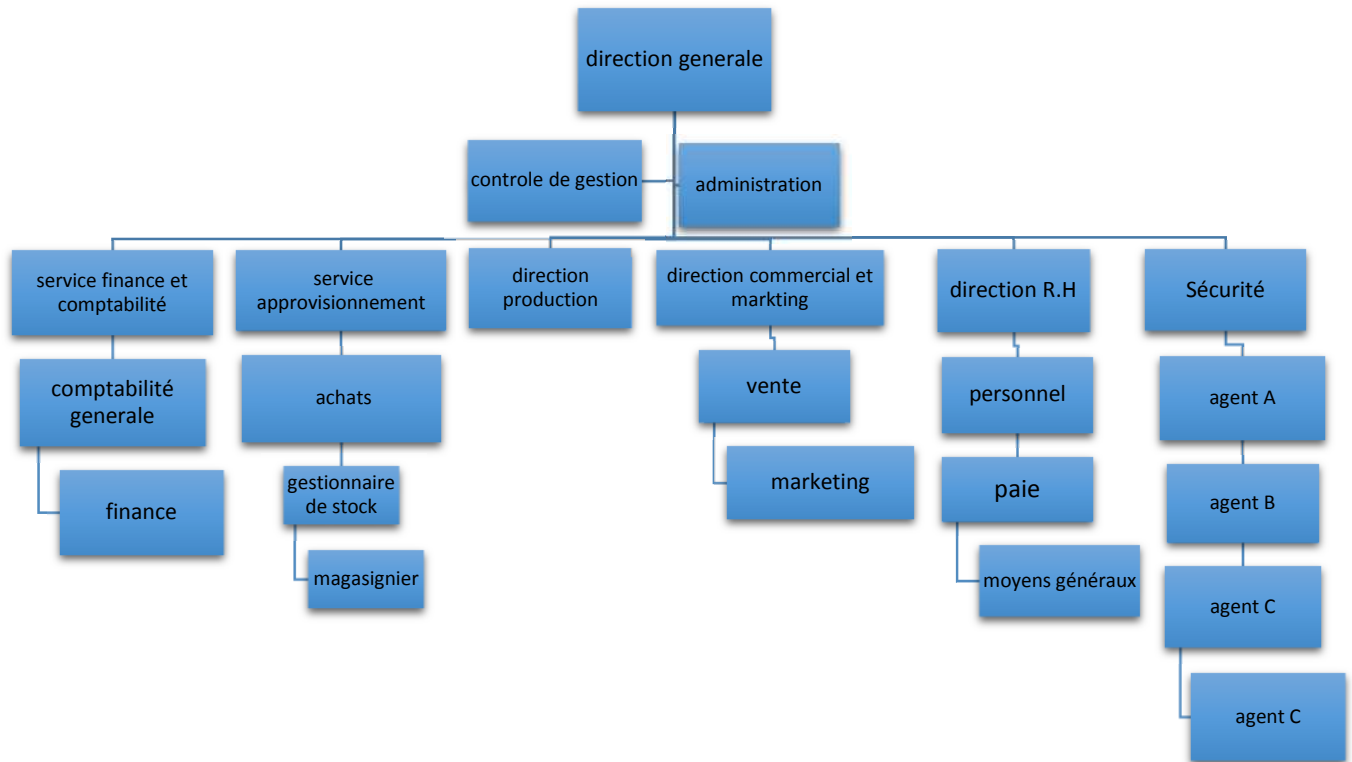 direction generale
controle de gestion
administration
service finance et
comptabilité
service
approvisionnement
direction
production
direction commercial et
markting
direction R.H
Sécurité
comptabilité
generale
achats
vente
personnel
agent A
finance
gestionnaire
de stock
marketing
paie
agent B
magasignier
moyens généraux
agent C
agent C